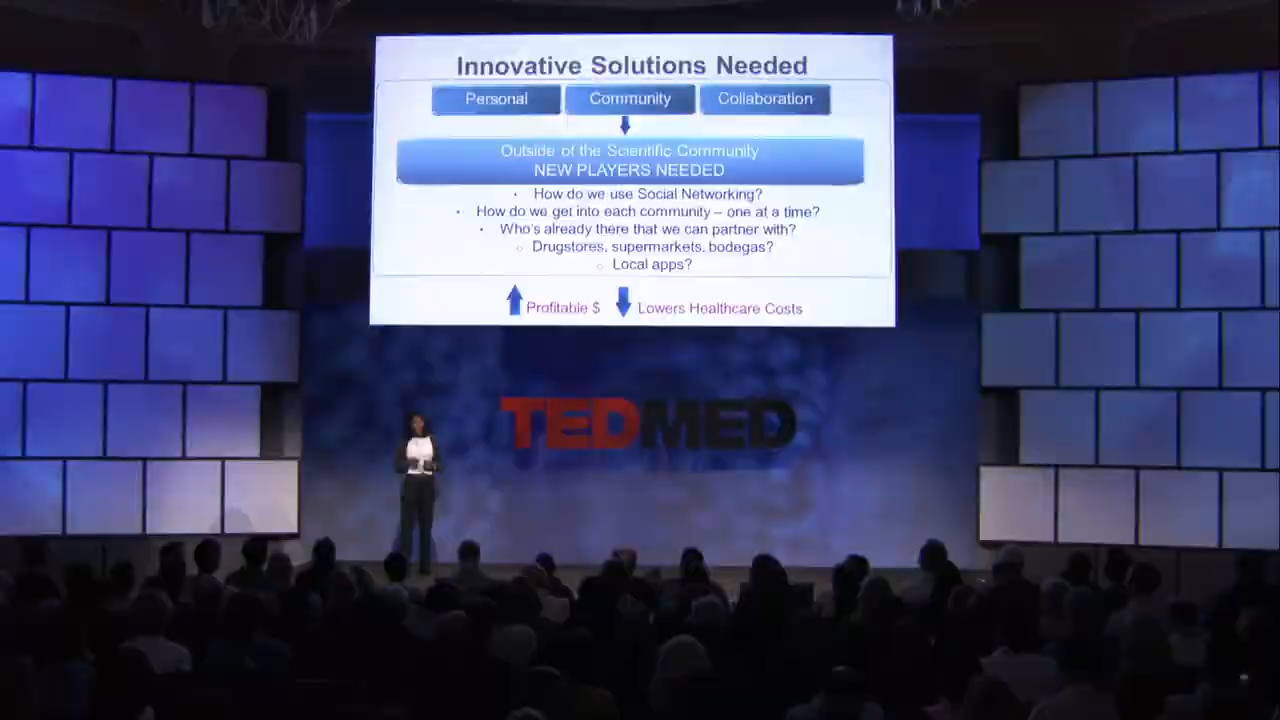 Innovative Solutions Needed
Personal Community Collaboration
Outside of the Scientific Community
NEW PLAYERS NEEDED
• How do we use Social Networking?
• How do we get into each community – one at a time?
• Who's already there that we can partner with?
○ Drugstores, supermarkets, bodegas?
○ Local apps?
Profitable $ Lowers Healthcare Costs
TEDMED